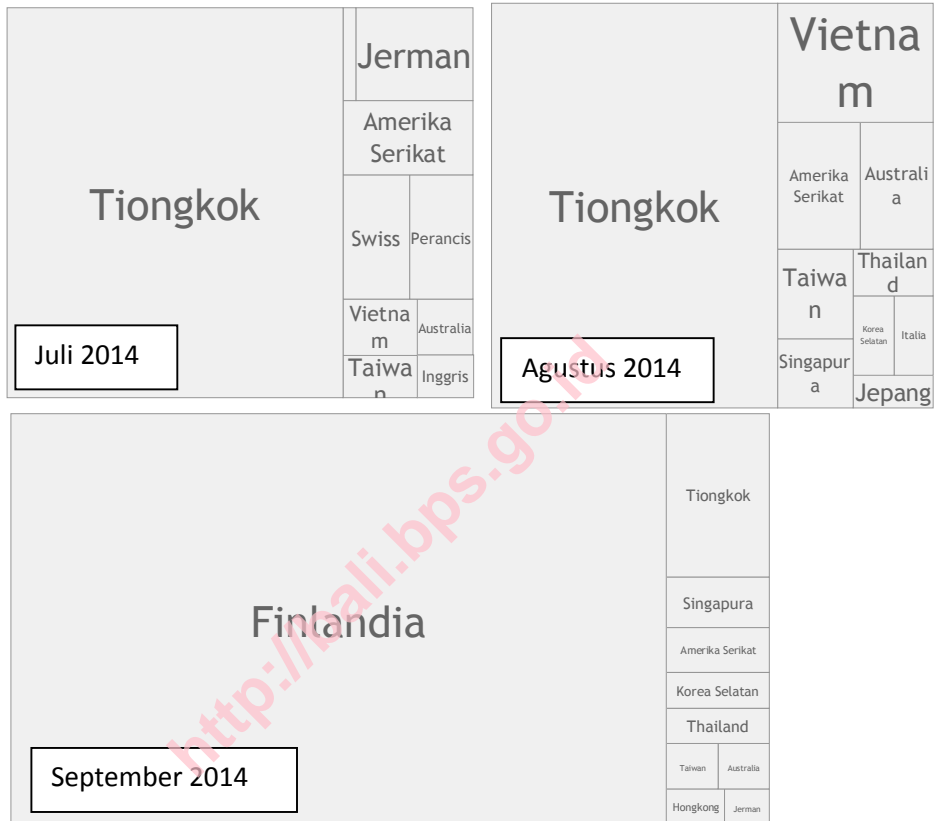 Tiongkok
Jerman
Amerika
Serikat
Swiss
Perancis
Vietna
m
Australia
Taiwa
n
Inggris
Juli 2014
Tiongkok
Vietna
m
Amerika
Serikat
Australi
a
Taiwa
n
Thailan
d
Korea
Selatan
Italia
Singapur
a
Jepang
Agustus 2014
Finlandia
Tiongkok
Singapura
Amerika Serikat
Korea Selatan
Thailand
Taiwan
Australia
Hongkong
Jerman
September 2014
http://bali.bps.go.id